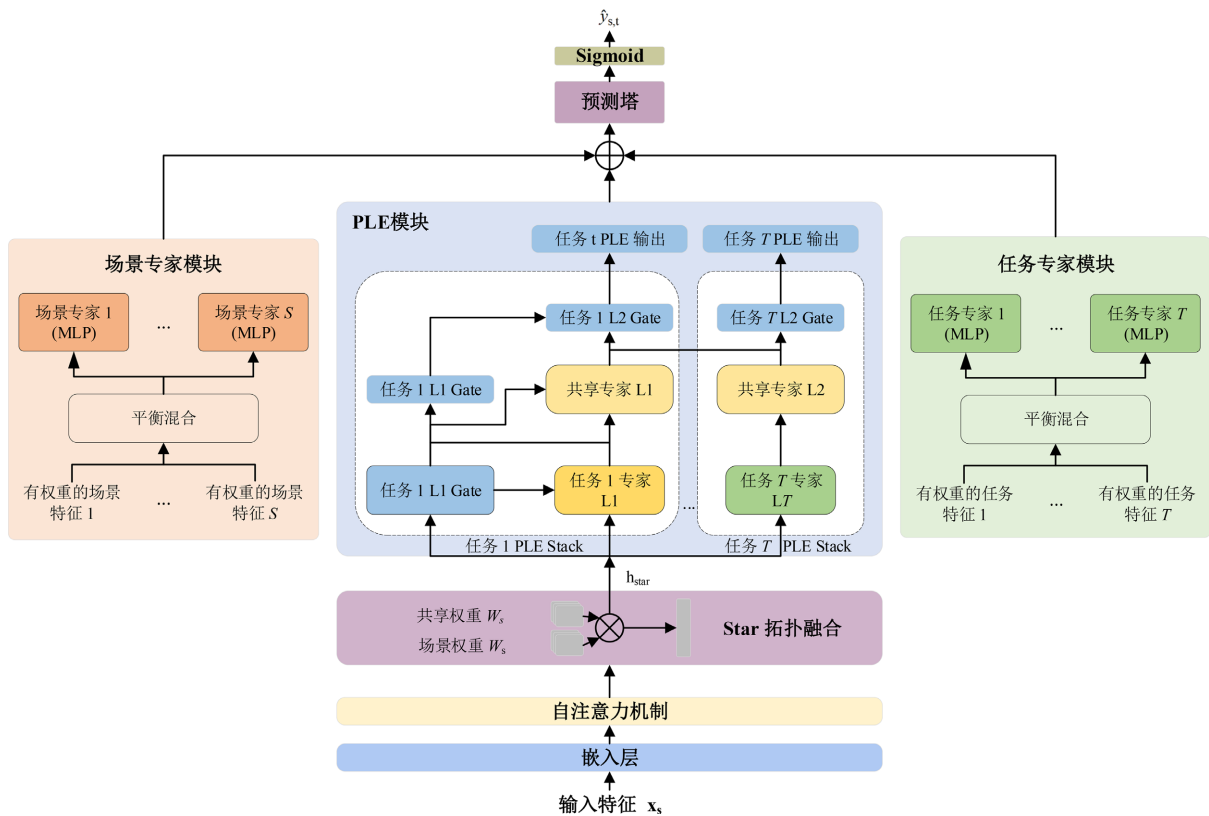 ŷs,t
Sigmoid
预测塔
PLE模块
任务 t PLE 输出
任务 T PLE 输出
任务 1 L2 Gate
任务 T L2 Gate
任务 1 L1 Gate
共享专家 L1
共享专家 L2
任务 1 L1 Gate
任务 1 专家
L1
...
任务 T 专家
LT
任务 1 PLE Stack
任务 T PLE Stack
场景专家模块
场景专家 1
(MLP)
...
场景专家 S
(MLP)
平衡混合
有权重的场景
特征 1
...
有权重的场景
特征 S
任务专家模块
任务专家 1
(MLP)
...
任务专家 T
(MLP)
平衡混合
有权重的任务
特征 1
...
有权重的任务
特征 T
hstar
共享权重 Ws
场景权重 Ws
Star 拓扑融合
自注意力机制
嵌入层
输入特征 xs